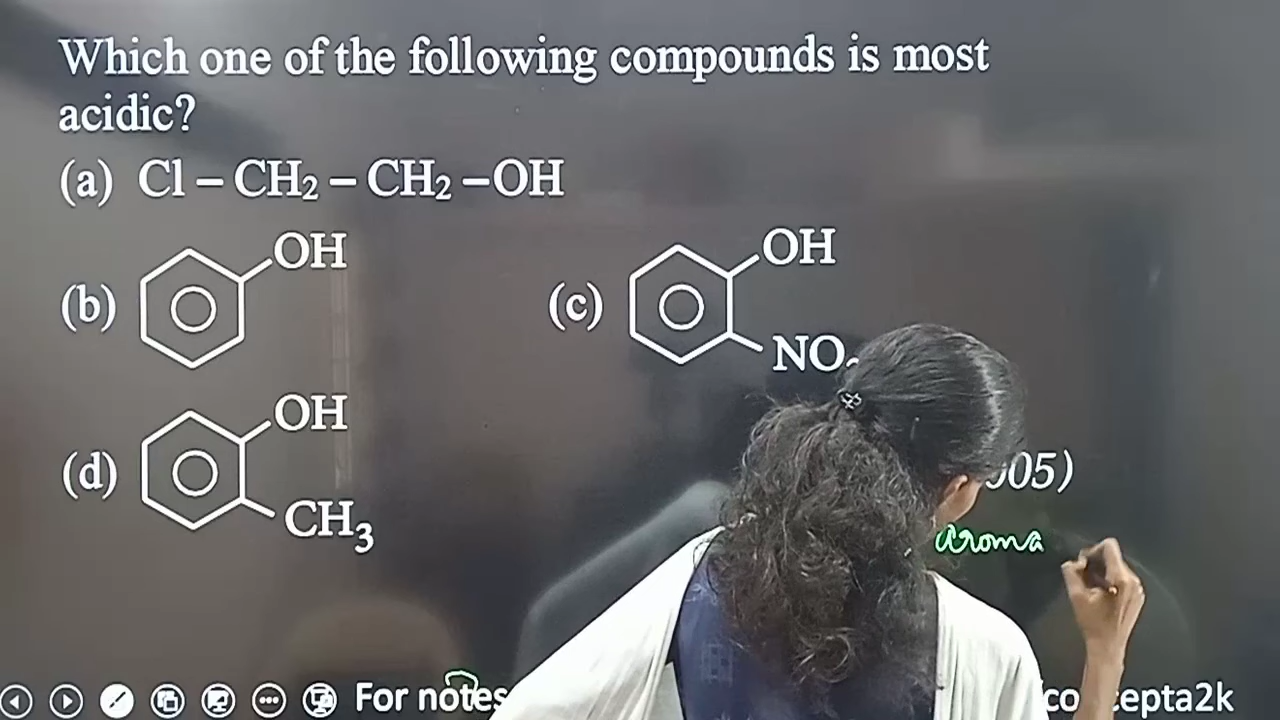 Which one of the following compounds is most
acidic?
(a) Cl – CH₂ – CH₂ – OH
(b) OH
(c) OH
NO
(d) OH
CH₃
005)
Aroma
For notes